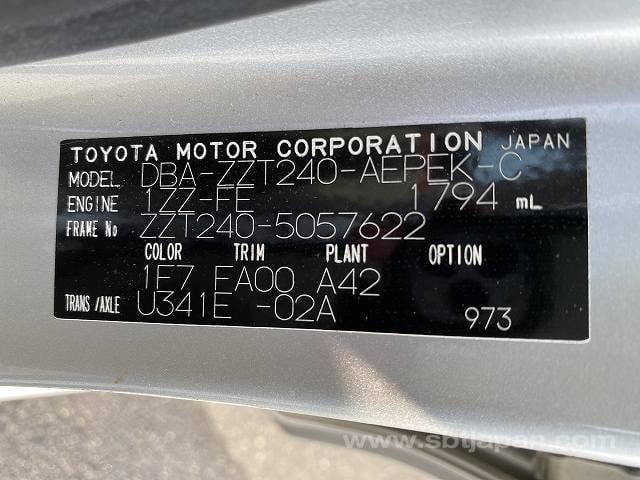 TOYOTA MOTOR CORPORATION JAPAN
MODEL DBA-ZZT240-AEPEK-C
ENGINE 1ZZ-FE 1794 mL
FRAME No ZZT240-5057622
COLOR TRIM PLANT OPTION
1F7 FA00 A42
TRANS/AXLE U341E -02A
973
www.sbtjapan.com